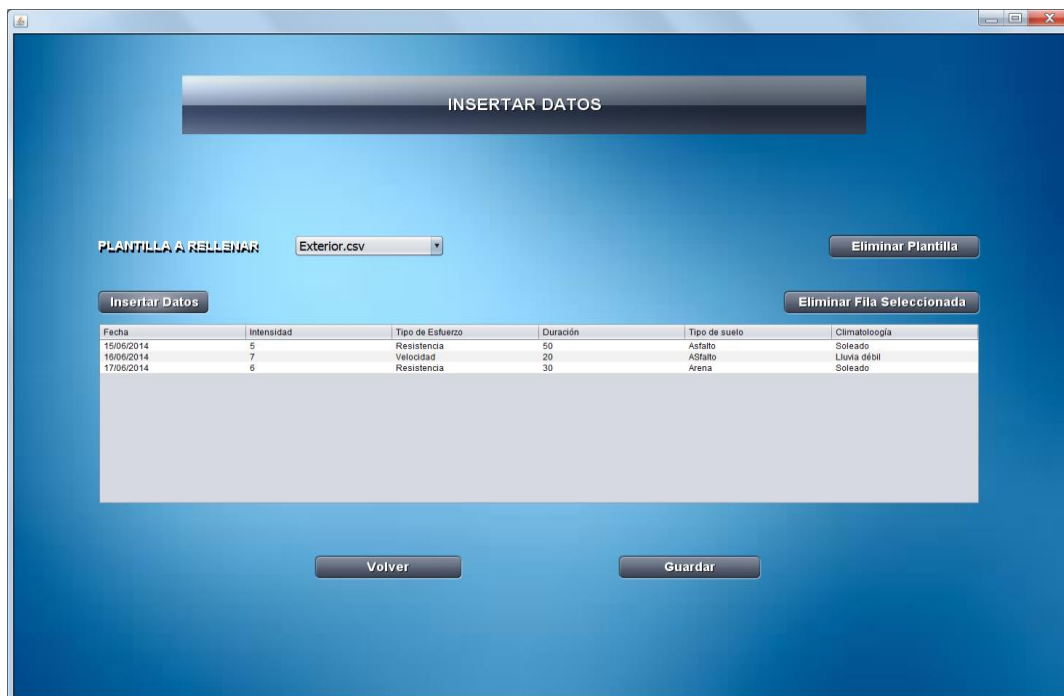 INSERTAR DATOS
PLANTILLA A RELLENAR Exterior.csv Eliminar Plantilla
Insertar Datos Eliminar Fila Seleccionada
Fecha Intensidad Tipo de Esfuerzo Duración Tipo de suelo Climatoloogía
15/06/2014 5 Resistencia 50 Asfalto Soleado
16/06/2014 7 Velocidad 20 ASfalto Lluvia débil
17/06/2014 6 Resistencia 30 Arena Soleado
Volver Guardar